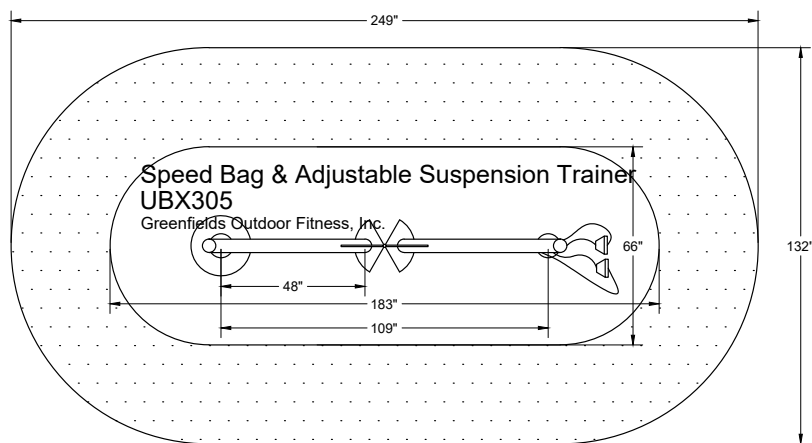 249"
Speed Bag & Adjustable Suspension Trainer
UBX305
Greenfields Outdoor Fitness, Inc.
66"
132"
48"
183"
109"